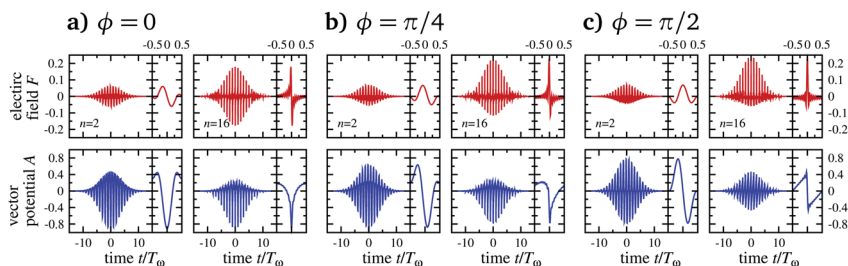 a) ϕ = 0 b) ϕ = π/4 c) ϕ = π/2
-0.5 0 0.5 -0.5 0 0.5 -0.5 0 0.5 -0.5 0 0.5 -0.5 0 0.5 -0.5 0 0.5
electirc
field F
0.2
0.1
0
-0.1
-0.2
n=2 n=16 n=2 n=16 n=2 n=16
0.2
0.1
0
-0.1
-0.2
vector
potential A
0.8
0.4
0
-0.4
-0.8
0.8
0.4
0
-0.4
-0.8
-10 0 10 -10 0 10 -10 0 10 -10 0 10 -10 0 10 -10 0 10
time t/Tω time t/Tω time t/Tω time t/Tω time t/Tω time t/Tω